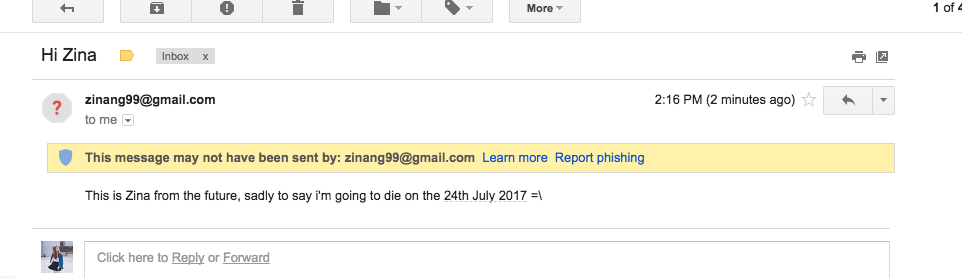 More
1 of 4
Hi Zina
Inbox x
zinang99@gmail.com
2:16 PM (2 minutes ago)
to me
This message may not have been sent by: zinang99@gmail.com Learn more Report phishing
This is Zina from the future, sadly to say i'm going to die on the 24th July 2017 =\
Click here to Reply or Forward